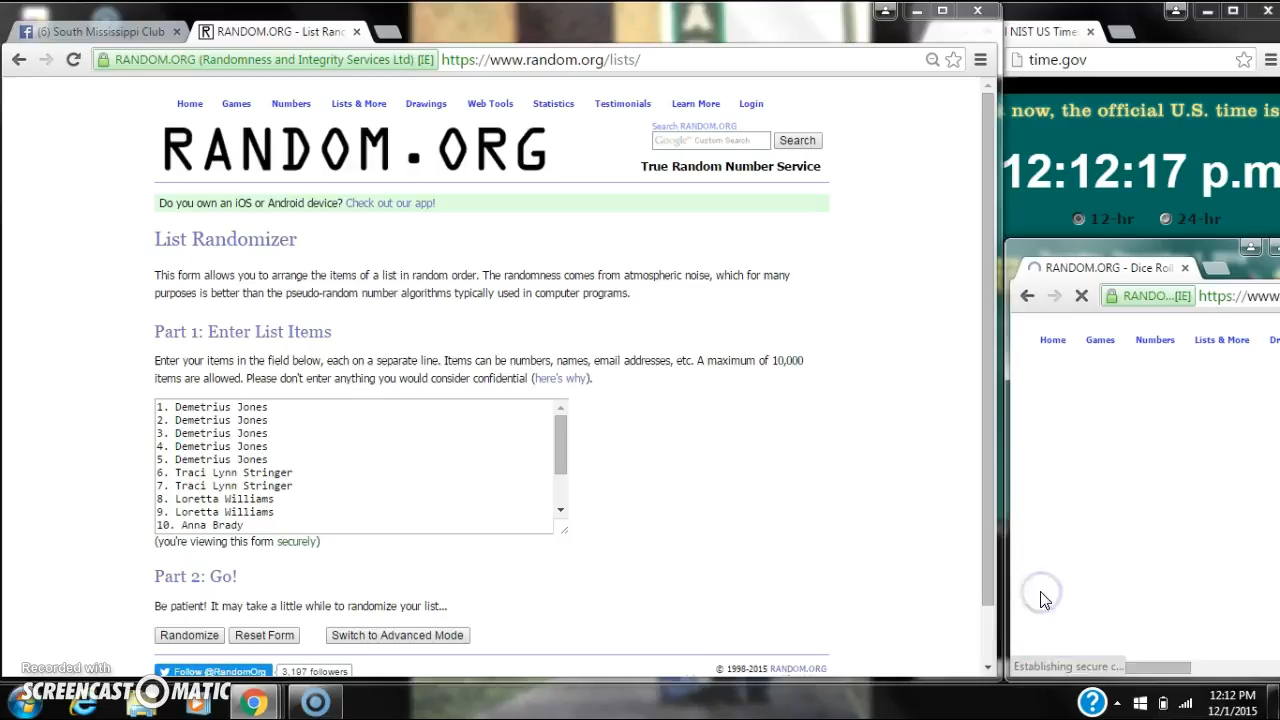 (6) South Mississippi Club
RANDOM.ORG - List Ran
NIST US Time
RANDOM.ORG (Randomness and Integrity Services Ltd) [IE]
https://www.random.org/lists/
time.gov
Home Games Numbers Lists & More Drawings Web Tools Statistics Testimonials Learn More Login
RANDOM.ORG
Search RANDOM.ORG
Google Custom Search
Search
True Random Number Service
Do you own an iOS or Android device? Check out our app!
List Randomizer
This form allows you to arrange the items of a list in random order. The randomness comes from atmospheric noise, which for many
purposes is better than the pseudo-random number algorithms typically used in computer programs.
Part 1: Enter List Items
Enter your items in the field below, each on a separate line. Items can be numbers, names, email addresses, etc. A maximum of 10,000
items are allowed. Please don't enter anything you would consider confidential (here's why).
1. Demetrius Jones
2. Demetrius Jones
3. Demetrius Jones
4. Demetrius Jones
5. Demetrius Jones
6. Traci Lynn Stringer
7. Traci Lynn Stringer
8. Loretta Williams
9. Loretta Williams
10. Anna Brady
(you're viewing this form securely)
Part 2: Go!
Be patient! It may take a little while to randomize your list...
Randomize Reset Form Switch to Advanced Mode
Follow @RandomOrg 3,197 followers
© 1998-2015 RANDOM.ORG
now, the official U.S. time is
12:12:17 p.m
12-hr 24-hr
RANDOM.ORG - Dice Roll
RANDO...[IE] https://www
Home Games Numbers Lists & More Dr
Establishing secure c...
Recorded with
SCREENCAST-O-MATIC
12:12 PM
12/1/2015